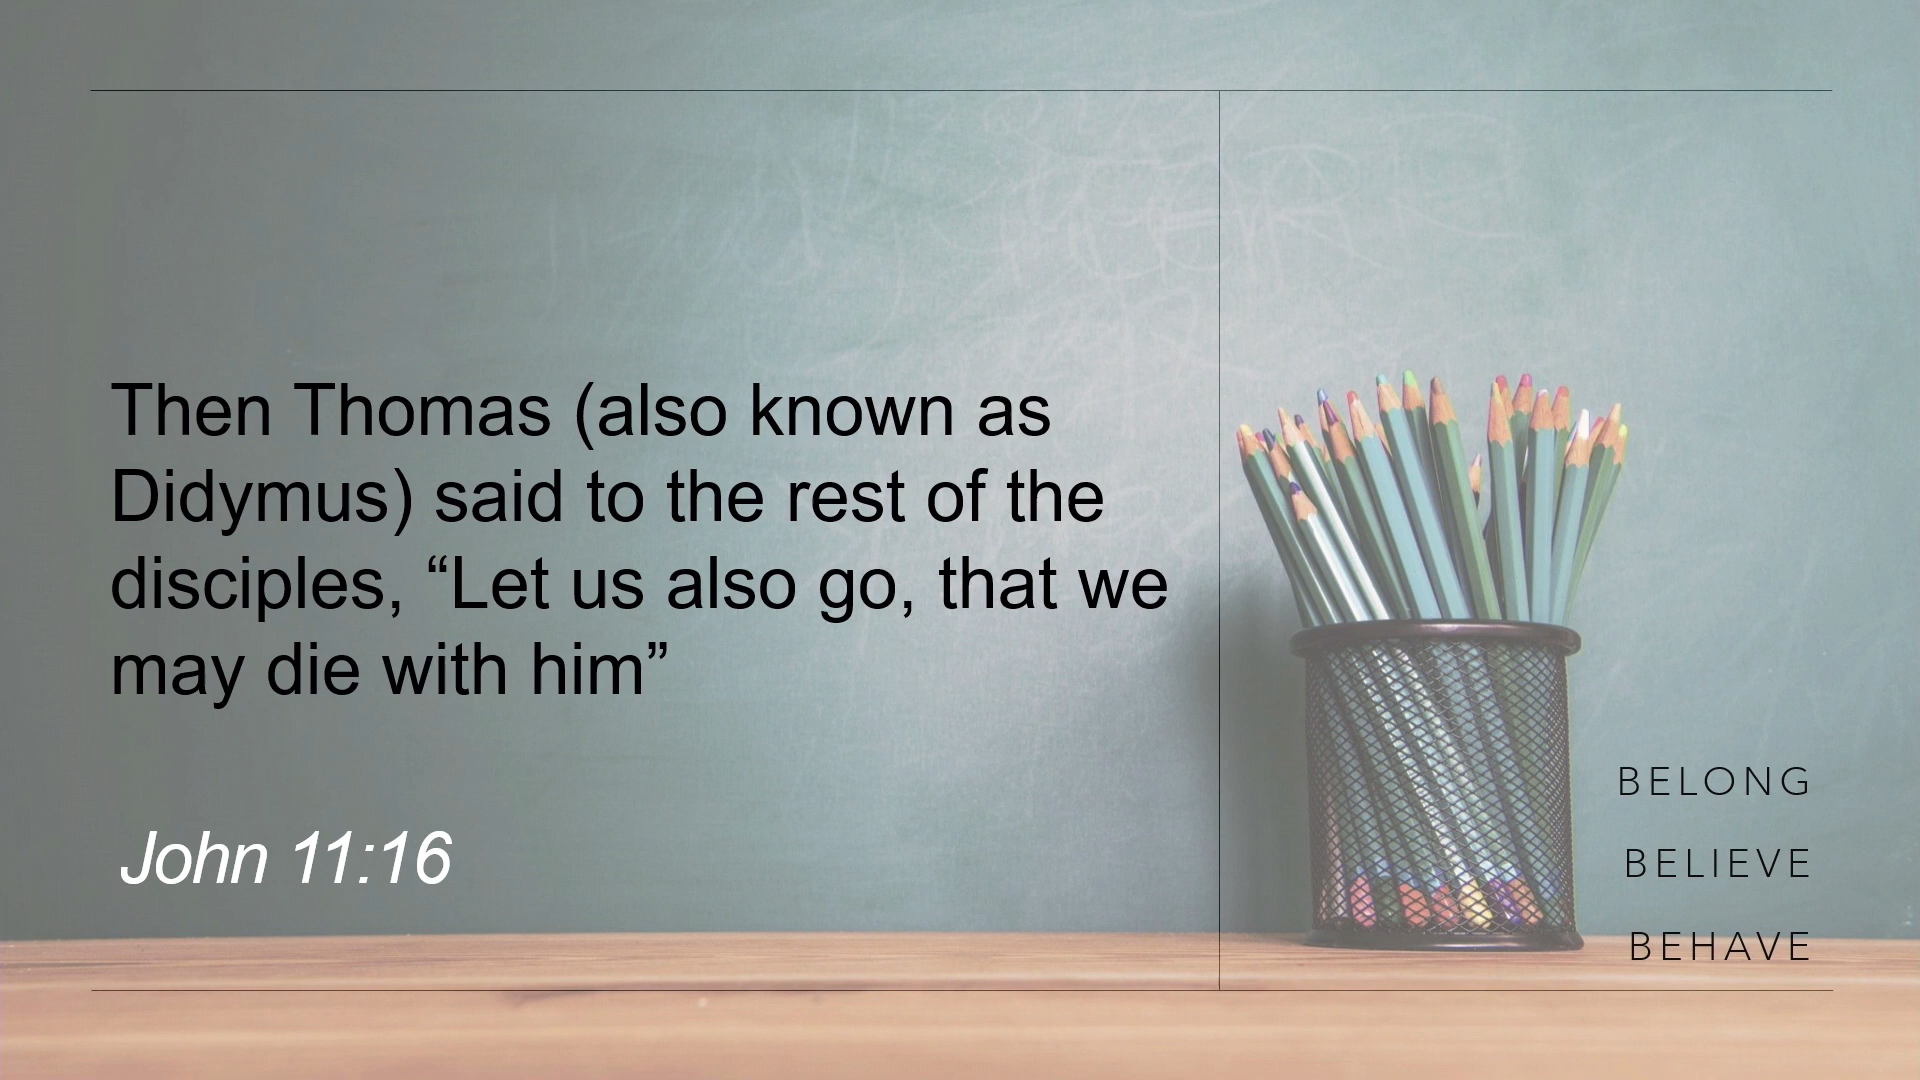 Then Thomas (also known as
Didymus) said to the rest of the
disciples, “Let us also go, that we
may die with him”
John 11:16
BELONG
BELIEVE
BEHAVE